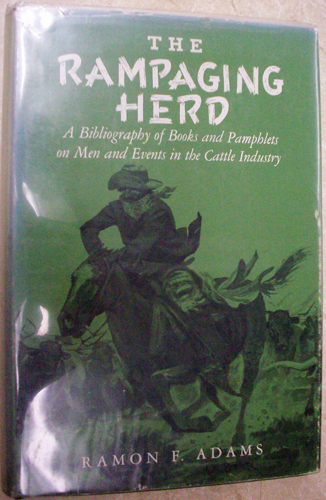 THE
RAMPAGING
HERD
A Bibliography of Books and Pamphlets
on Men and Events in the Cattle Industry
RAMON F. ADAMS